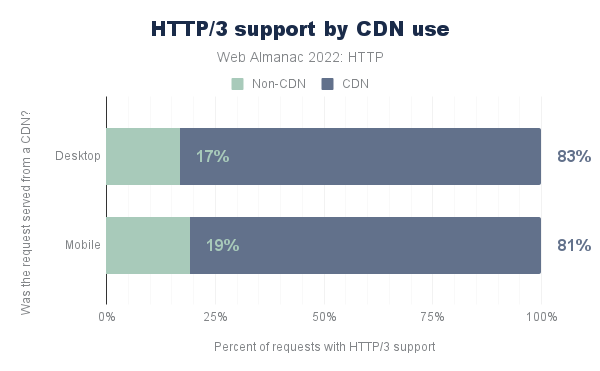 HTTP/3 support by CDN use
Web Almanac 2022: HTTP
Non-CDN CDN
Was the request served from a CDN?
Desktop 17% 83%
Mobile 19% 81%
0% 25% 50% 75% 100%
Percent of requests with HTTP/3 support